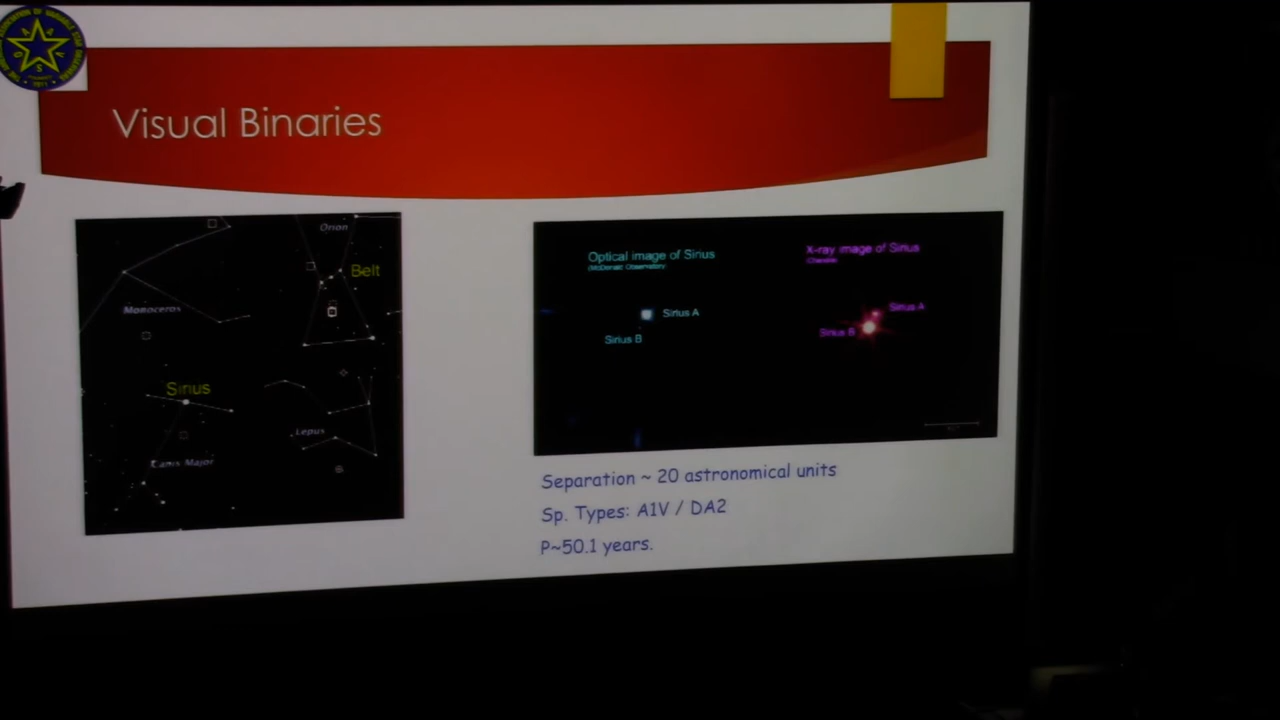 Visual Binaries
Orion
Belt
Monoceros
Sirius
Lepus
Canis Major
Optical image of Sirius
(McDonald Observatory)
Sirius A
Sirius B
X-ray image of Sirius
(Chandra)
Sirius A
Sirius B
Separation ~ 20 astronomical units
Sp. Types: A1V / DA2
P~50.1 years.